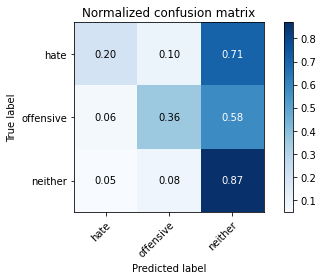 Normalized confusion matrix
True label
hate
0.20 0.10 0.71
offensive
0.06 0.36 0.58
neither
0.05 0.08 0.87
hate
offensive
neither
Predicted label
0.8
0.7
0.6
0.5
0.4
0.3
0.2
0.1